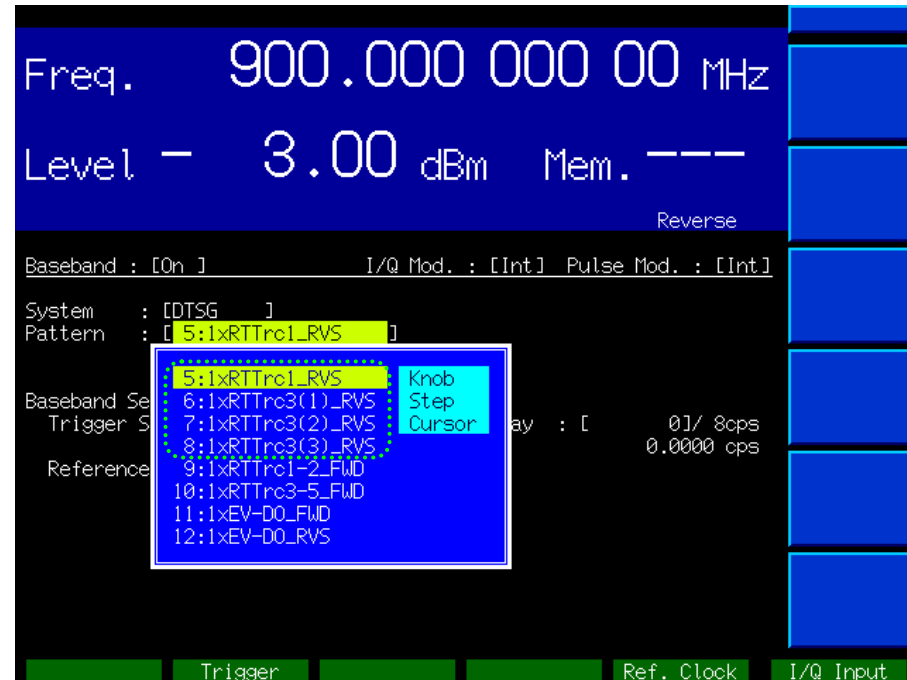 Freq. 900.000 000 00 MHz
Level - 3.00 dBm Mem. ---
Reverse
Baseband : [On ] I/Q Mod. : [Int] Pulse Mod. : [Int]
System : [DTSG ]
Pattern : [ 5:1xRTTrc1_RVS ]
5:1xRTTrc1_RVS Knob
Baseband Se 6:1xRTTrc3(1)_RVS Step
Trigger S 7:1xRTTrc3(2)_RVS Cursor ay : [ 0]/ 8cps
8:1xRTTrc3(3)_RVS 0.0000 cps
Reference 9:1xRTTrc1-2_FWD
10:1xRTTrc3-5_FWD
11:1xEV-DO_FWD
12:1xEV-DO_RVS
Trigger Ref. Clock I/Q Input